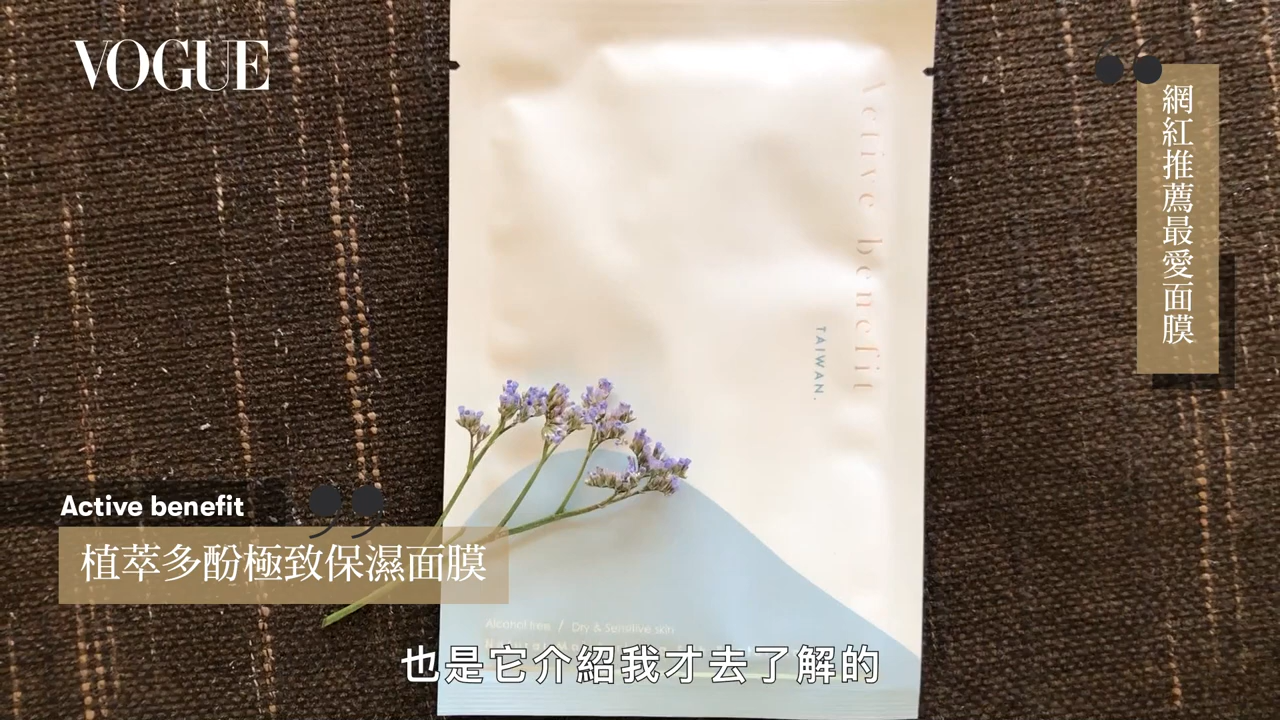 VOGUE
網紅推薦最愛面膜
Active benefit
TAIWAN.
Active benefit
植萃多酚極致保濕面膜
Alcohol free / Dry & Sensitive skin
也是它介紹我才去了解的